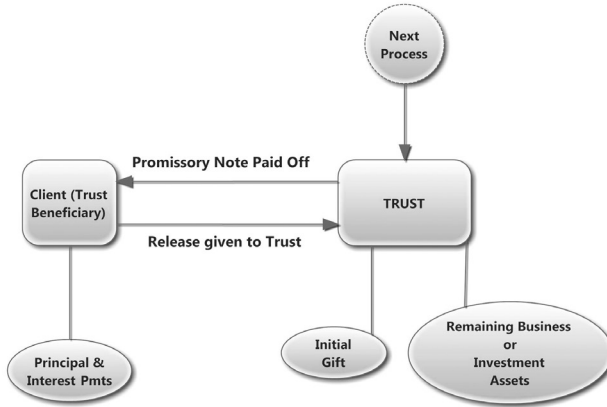 Next
Process
Promissory Note Paid Off
Client (Trust
Beneficiary)
TRUST
Release given to Trust
Principal &
Interest Pmts
Initial
Gift
Remaining Business
or
Investment
Assets